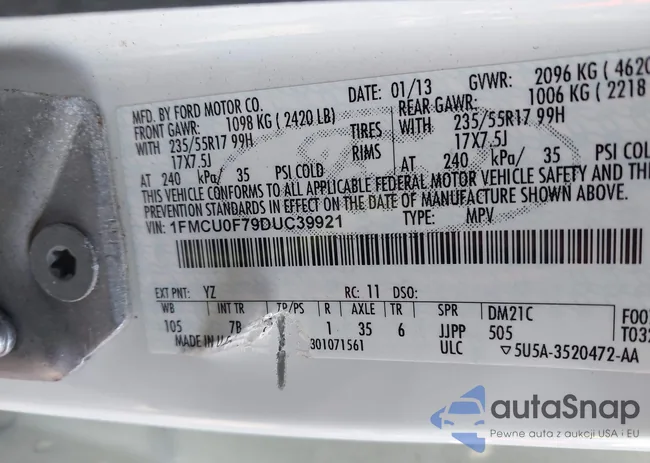 MFD. BY FORD MOTOR CO.
DATE: 01/13
GVWR: 2096 KG ( 4620
FRONT GAWR: 1098 KG ( 2420 LB)
REAR GAWR: 1006 KG ( 2218
WITH 235/55R17 99H TIRES WITH 235/55R17 99H
17X7.5J RIMS 17X7.5J
AT 240 kPa/ 35 PSI COLD AT 240 kPa/ 35 PSI COLD
THIS VEHICLE CONFORMS TO ALL APPLICABLE FEDERAL MOTOR VEHICLE SAFETY AND THE
PREVENTION STANDARDS IN EFFECT ON THE DATE OF MANUFACTURE SHOWN ABOVE.
VIN: 1FMCU0F79DUC39921 TYPE: MPV
EXT PNT: YZ RC: 11 DSO:
WB INT TR TP/PS R AXLE TR SPR DM21C F00
105 7B 1 35 6 JJPP 505 T032
MADE IN U 301071561 ULC ▽5U5A-3520472-AA
autaSnap
Pewne auta z aukcji USA i EU